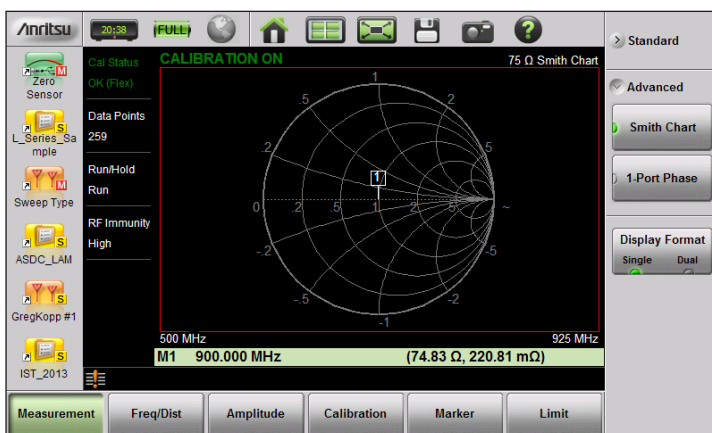 Anritsu
20:38
FULL
?
Standard
Cal Status
OK (Flex)
CALIBRATION ON
75 Ω Smith Chart
M
Zero
Sensor
Advanced
Data Points
259
S
L_Series_Sa
mple
Smith Chart
Run/Hold
Run
M
Sweep Type
1-Port Phase
RF Immunity
High
S
ASDC_LAM
Display Format
Single Dual
S
GregKopp #1
S
IST_2013
1
.5 2
.2 5
1
0 .2 .5 1 2 5 ~
-.2 -5
-.5 -2
-1
500 MHz 925 MHz
M1 900.000 MHz (74.83 Ω, 220.81 mΩ)
Measurement Freq/Dist Amplitude Calibration Marker Limit